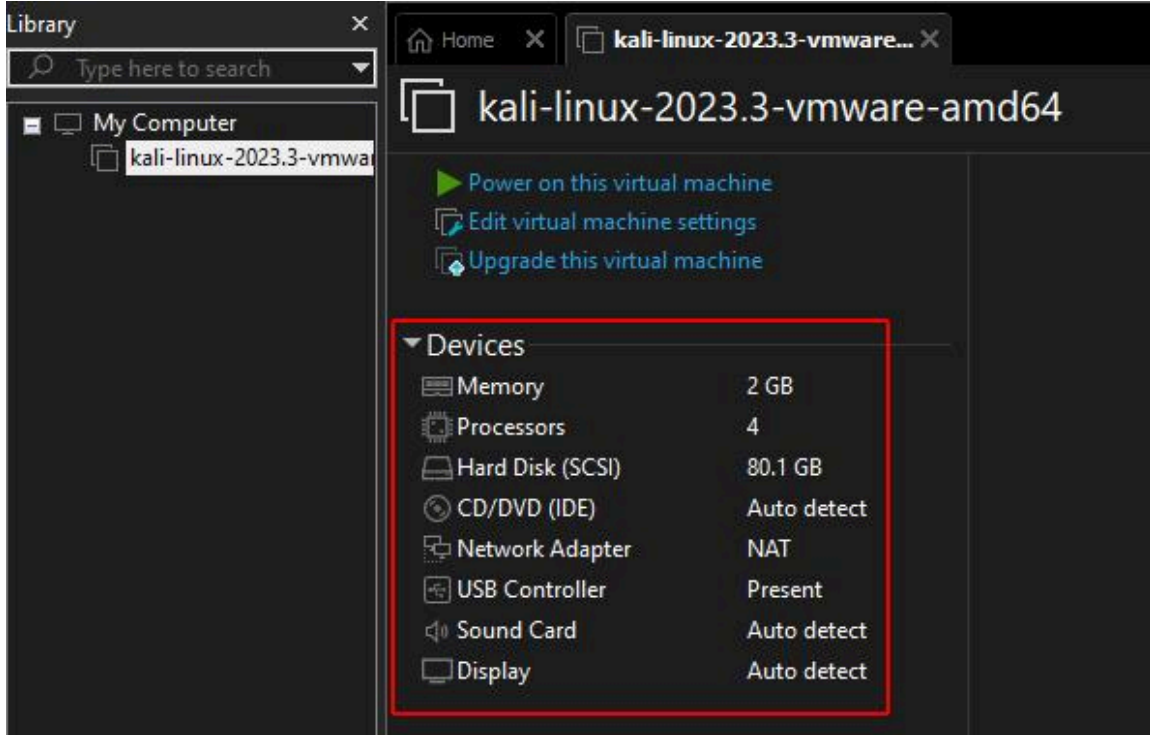 Library
Type here to search
My Computer
kali-linux-2023.3-vmwa
Home
kali-linux-2023.3-vmware...
kali-linux-2023.3-vmware-amd64
Power on this virtual machine
Edit virtual machine settings
Upgrade this virtual machine
Devices
Memory 2 GB
Processors 4
Hard Disk (SCSI) 80.1 GB
CD/DVD (IDE) Auto detect
Network Adapter NAT
USB Controller Present
Sound Card Auto detect
Display Auto detect